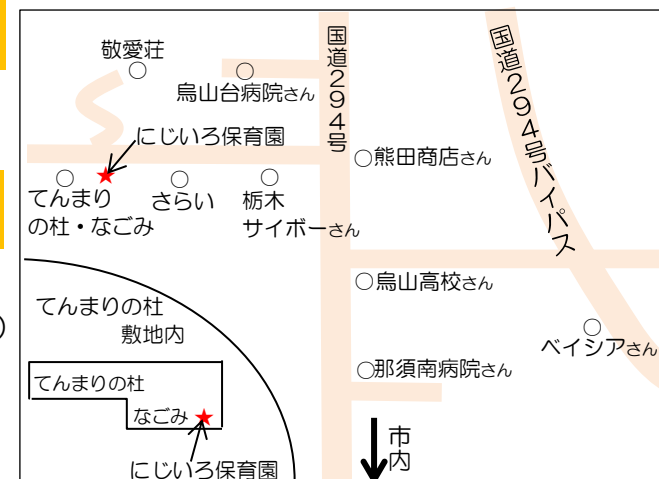 敬愛荘
烏山台病院さん
にじいろ保育園
国道294号
国道294号バイパス
熊田商店さん
てんまり
の杜・なごみ
さらい
栃木
サイボーさん
烏山高校さん
ベイシアさん
那須南病院さん
市内
てんまりの杜
敷地内
てんまりの杜
なごみ
にじいろ保育園